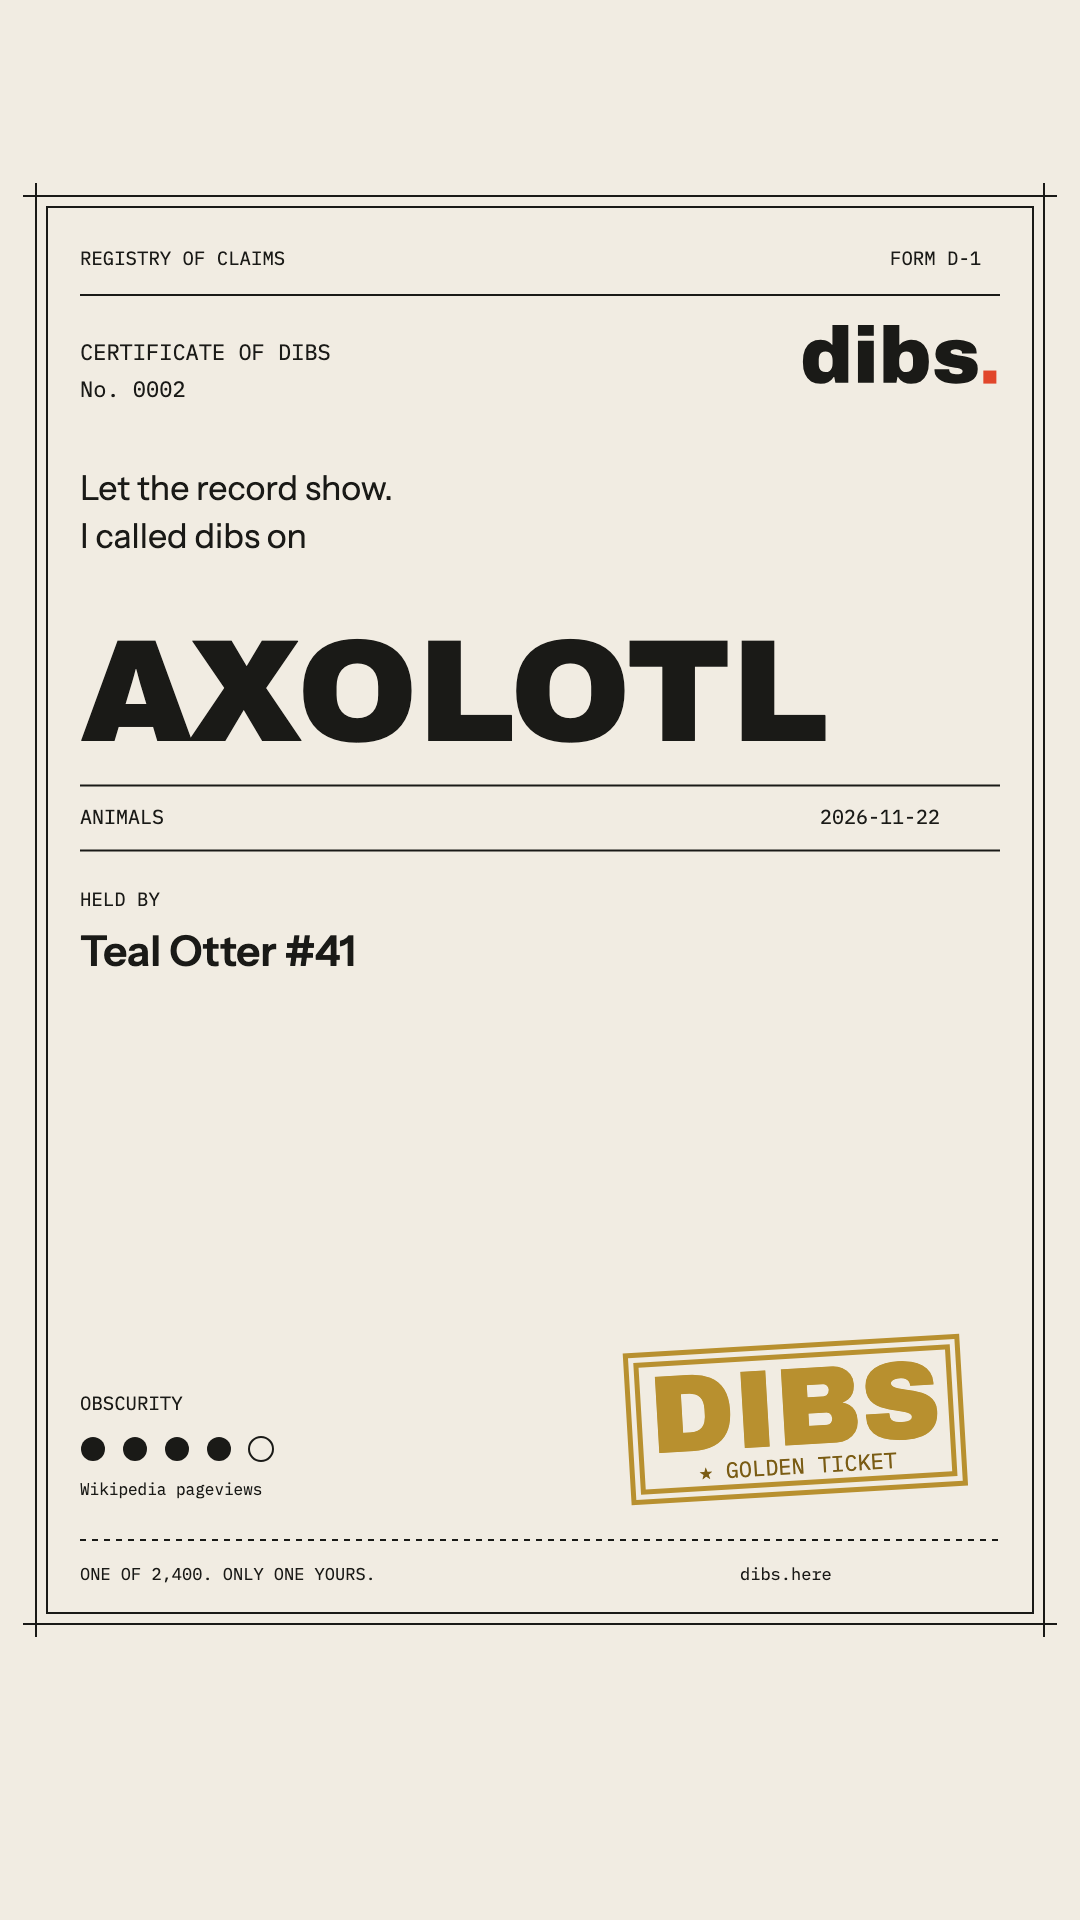 REGISTRY OF CLAIMS FORM D-1
CERTIFICATE OF DIBS
No. 0002
dibs.
Let the record show.
I called dibs on
AXOLOTL
ANIMALS 2026-11-22
HELD BY
Teal Otter #41
OBSCURITY
Wikipedia pageviews
DIBS
★ GOLDEN TICKET
ONE OF 2,400. ONLY ONE YOURS. dibs.here